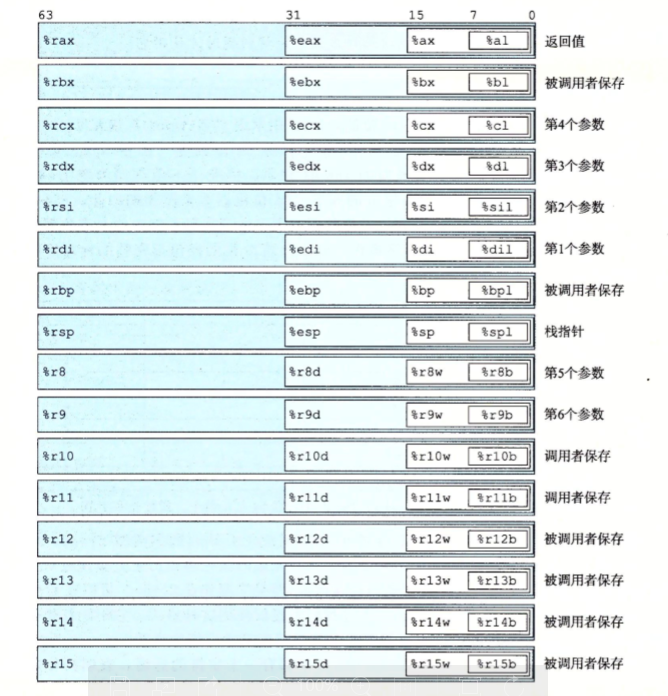 63 31 15 7 0
%rax %eax %ax %al 返回值
%rbx %ebx %bx %bl 被调用者保存
%rcx %ecx %cx %cl 第4个参数
%rdx %edx %dx %dl 第3个参数
%rsi %esi %si %sil 第2个参数
%rdi %edi %di %dil 第1个参数
%rbp %ebp %bp %bpl 被调用者保存
%rsp %esp %sp %spl 栈指针
%r8 %r8d %r8w %r8b 第5个参数
%r9 %r9d %r9w %r9b 第6个参数
%r10 %r10d %r10w %r10b 调用者保存
%r11 %r11d %r11w %r11b 调用者保存
%r12 %r12d %r12w %r12b 被调用者保存
%r13 %r13d %r13w %r13b 被调用者保存
%r14 %r14d %r14w %r14b 被调用者保存
%r15 %r15d %r15w %r15b 被调用者保存